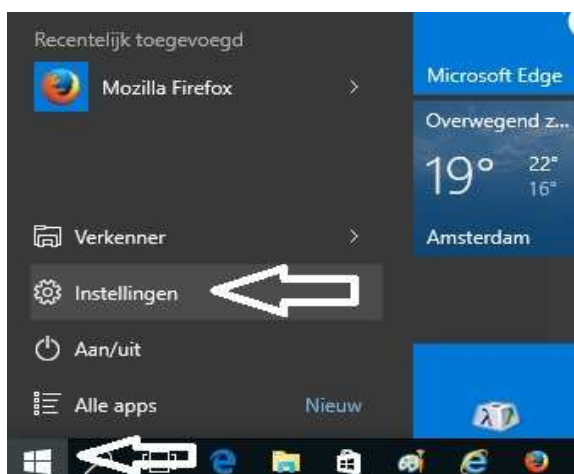 Recentelijk toegevoegd
Mozilla Firefox
Verkenner
Instellingen
Aan/uit
Alle apps
Nieuw
Microsoft Edge
Overwegend z...
19°
22°
16°
Amsterdam